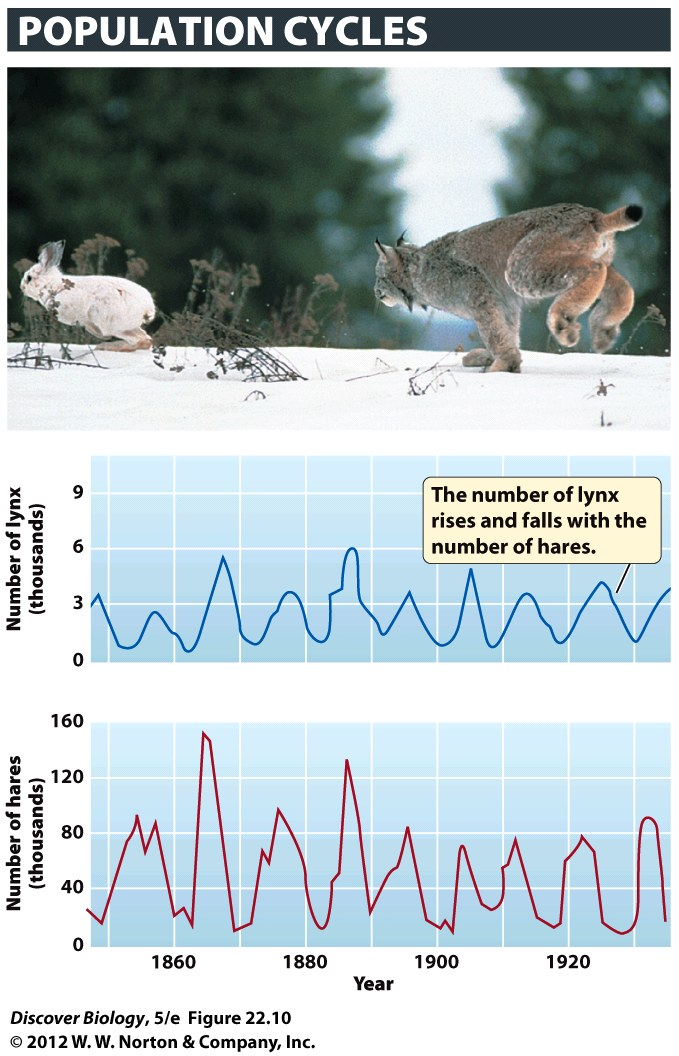 POPULATION CYCLES
Number of lynx
(thousands)
9
6
3
0
The number of lynx
rises and falls with the
number of hares.
Number of hares
(thousands)
160
120
80
40
0
1860 1880 1900 1920
Year
Discover Biology, 5/e Figure 22.10
© 2012 W. W. Norton & Company, Inc.